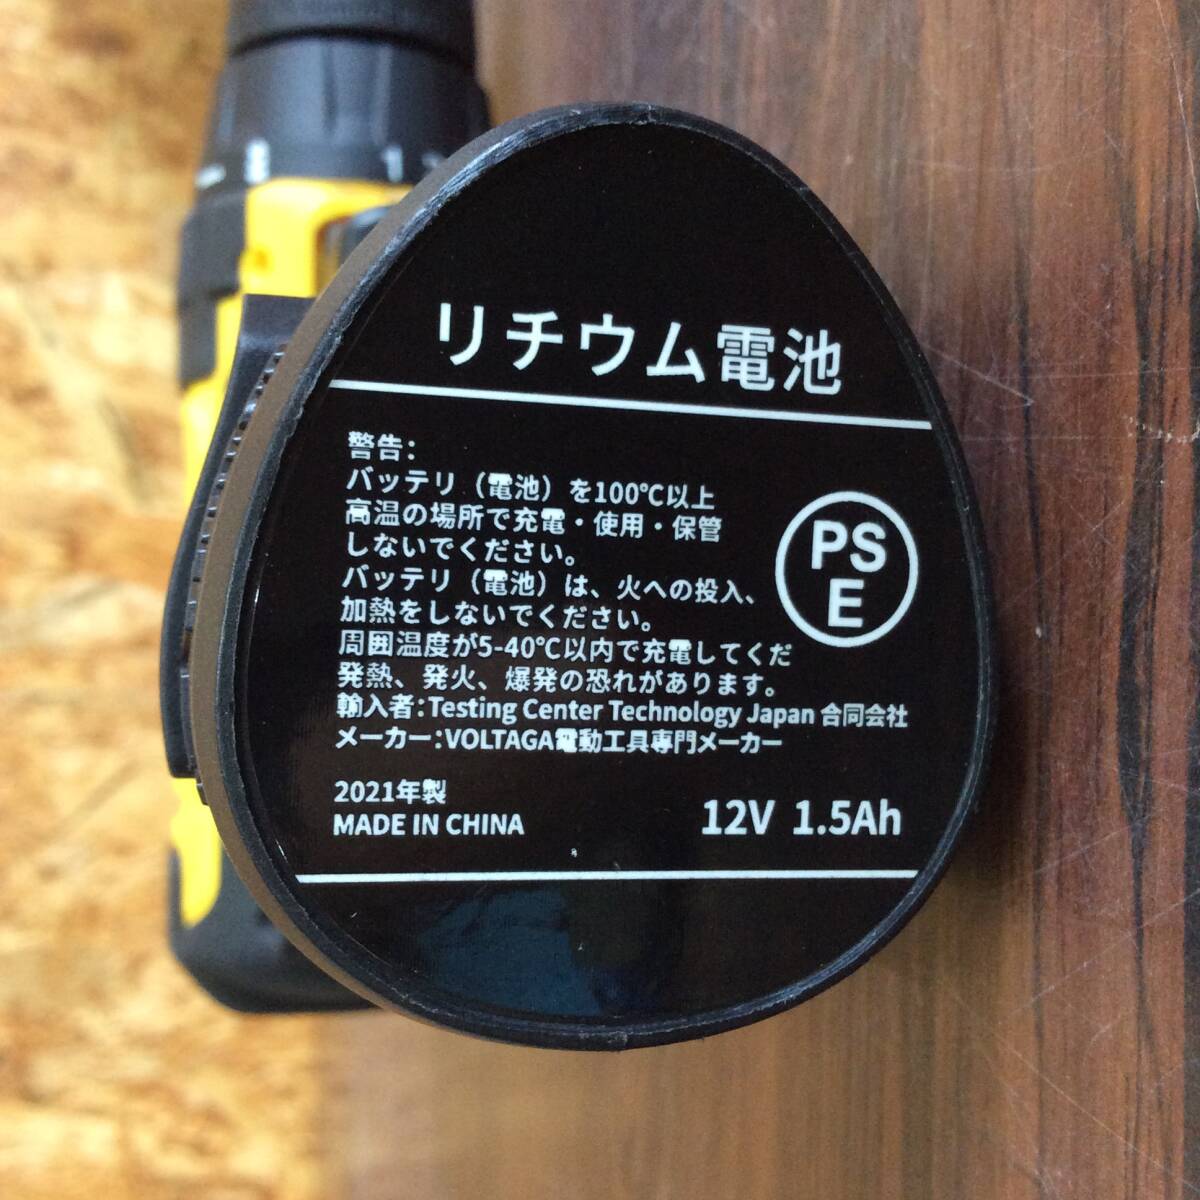 リチウム電池
警告:
バッテリ（電池）を100℃以上
高温の場所で充電・使用・保管
しないでください。
バッテリ（電池）は、火への投入、
加熱をしないでください。
周囲温度が5-40℃以内で充電してくだ
発熱、発火、爆発の恐れがあります。
輸入者:Testing Center Technology Japan 合同会社
メーカー:VOLTAGA電動工具専門メーカー
PS
E
2021年製
MADE IN CHINA
12V 1.5Ah
1